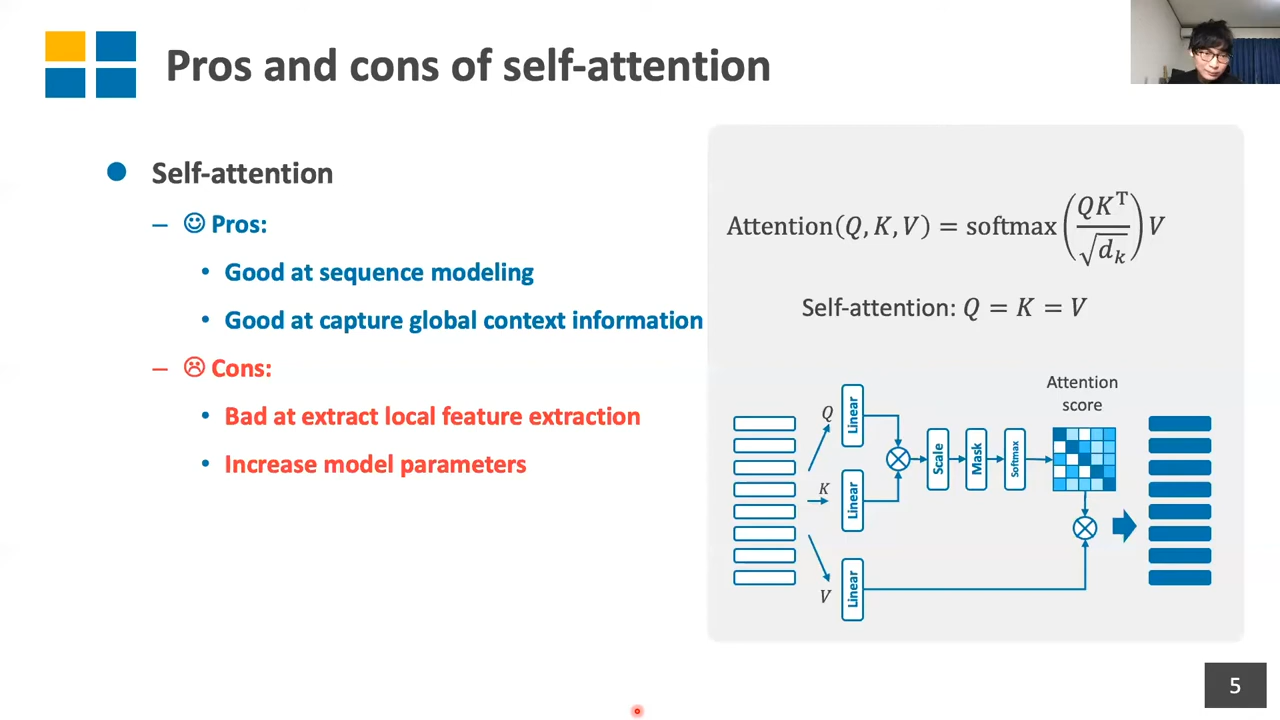 Pros and cons of self-attention
Self-attention
– ☺ Pros:
• Good at sequence modeling
• Good at capture global context information
– ☹ Cons:
• Bad at extract local feature extraction
• Increase model parameters
Attention(Q, K, V) = softmax(QK^T / √d_k) V
Self-attention: Q = K = V
Attention
score
Q
Linear
K
Linear
Scale
Mask
Softmax
V
Linear
5